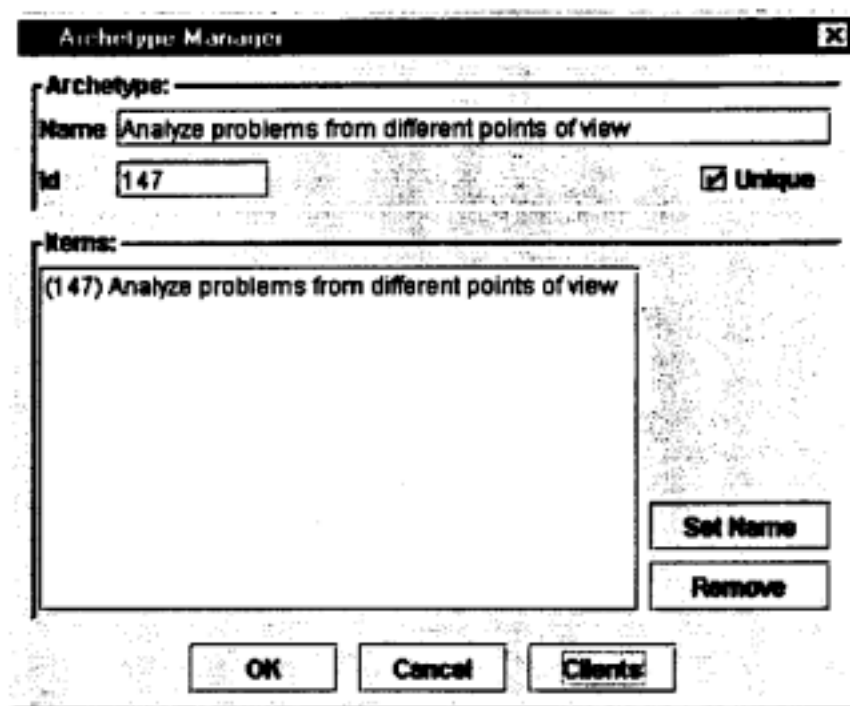 Archetype Manager
Archetype:
Name Analyze problems from different points of view
Id 147 Unique
Items:
(147) Analyze problems from different points of view
Set Name
Remove
OK Cancel Clients